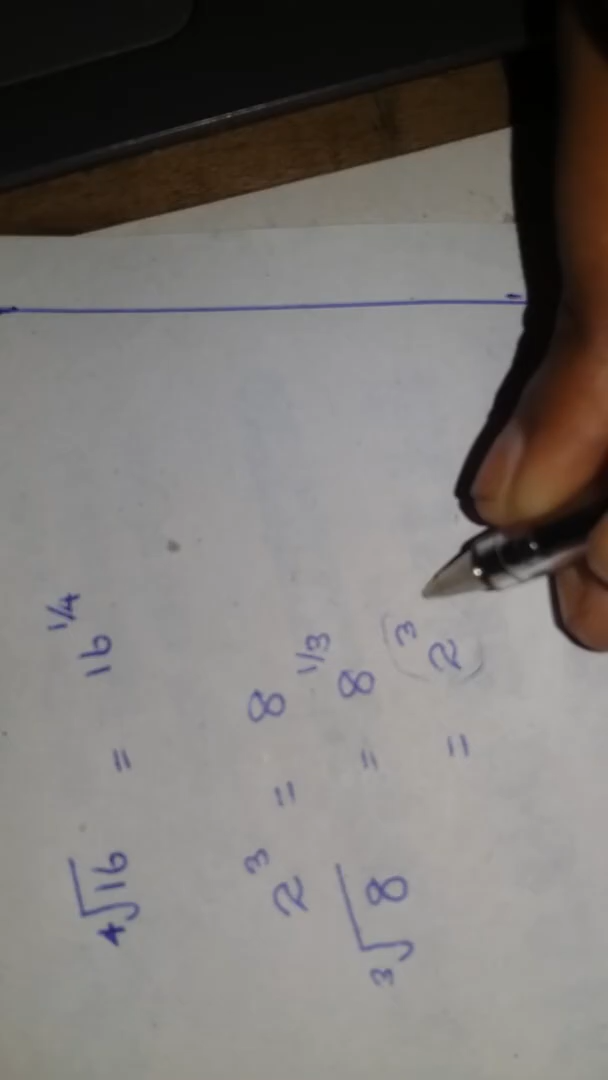 ⁴√16 = 16^1/4
2³ = 8
³√8 = 8^1/3
= (2³)